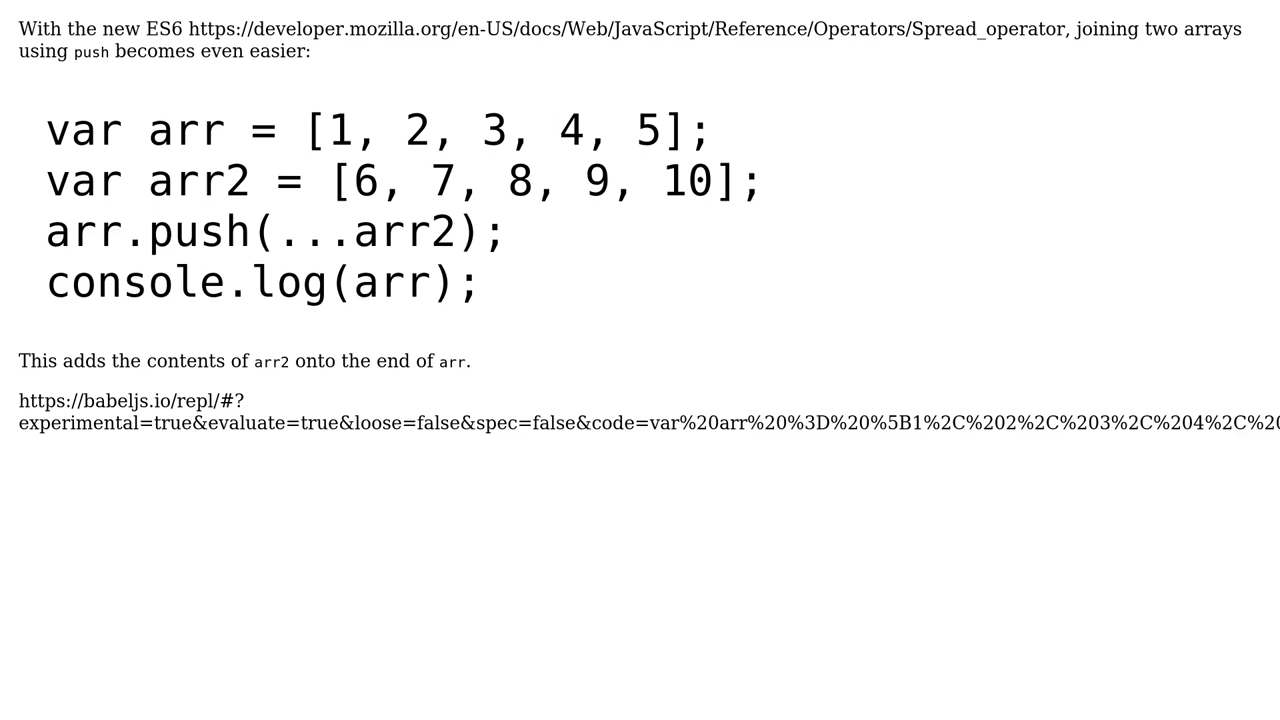 With the new ES6 https://developer.mozilla.org/en-US/docs/Web/JavaScript/Reference/Operators/Spread_operator, joining two arrays
using push becomes even easier:
var arr = [1, 2, 3, 4, 5];
var arr2 = [6, 7, 8, 9, 10];
arr.push(...arr2);
console.log(arr);
This adds the contents of arr2 onto the end of arr.
https://babeljs.io/repl/#?
experimental=true&evaluate=true&loose=false&spec=false&code=var%20arr%20%3D%20%5B1%2C%202%2C%203%2C%204%2C%20